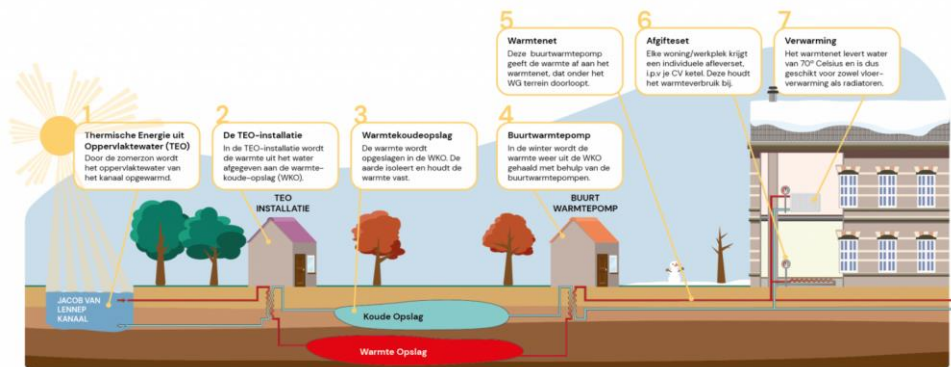 1
Thermische Energie uit
Oppervlaktewater (TEO)
Door de zomerzon wordt
het oppervlaktewater van
het kanaal opgewarmd.
2
De TEO-installatie
In de TEO-installatie wordt
de warmte uit het water
afgegeven aan de warmte-
koude-opslag (WKO).
3
Warmtekoudeopslag
De warmte wordt
opgeslagen in de WKO. De
aarde isoleert en houdt de
warmte vast.
4
Buurtwarmtepomp
In de winter wordt de
warmte weer uit de WKO
gehaald met behulp van de
buurtwarmtepompen.
5
Warmtenet
Deze buurtwarmtepomp
geeft de warmte af aan het
warmtenet, dat onder het
WG terrein doorloopt.
6
Afgifteset
Elke woning/werkplek krijgt
een individuele afleverset,
i.p.v je CV ketel. Deze houdt
het warmteverbruik bij.
7
Verwarming
Het warmtenet levert water
van 70° Celsius en is dus
geschikt voor zowel vloer-
verwarming als radiatoren.
TEO
INSTALLATIE
BUURT
WARMTEPOMP
JACOB VAN
LENNEP
KANAAL
Koude Opslag
Warmte Opslag